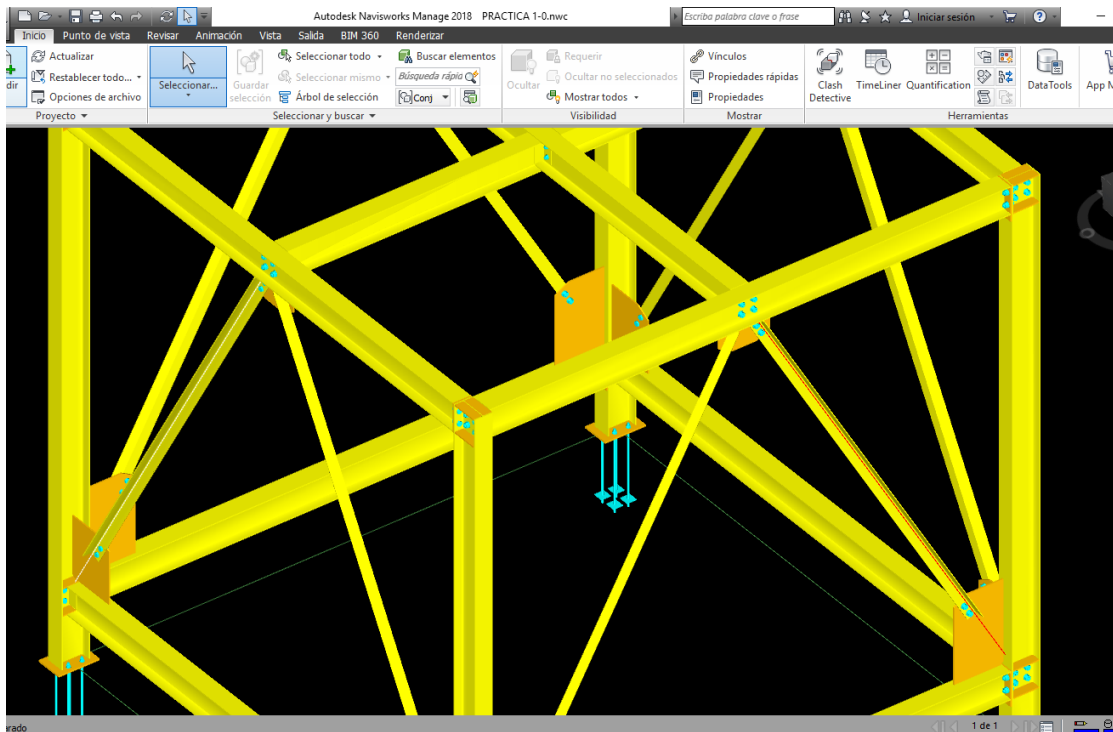 Autodesk Navisworks Manage 2018 PRACTICA 1-0.nwc
Escriba palabra clave o frase
Iniciar sesión
Inicio Punto de vista Revisar Animación Vista Salida BIM 360 Renderizar
Actualizar
Restablecer todo...
Opciones de archivo
Proyecto
Seleccionar...
Guardar
selección
Seleccionar todo
Seleccionar mismo
Árbol de selección
Buscar elementos
Búsqueda rápid
Conj
Seleccionar y buscar
Ocultar
Requerir
Ocultar no seleccionados
Mostrar todos
Visibilidad
Vínculos
Propiedades rápidas
Propiedades
Mostrar
Clash
Detective
TimeLiner
Quantification
DataTools
App M
Herramientas
arado
1 de 1